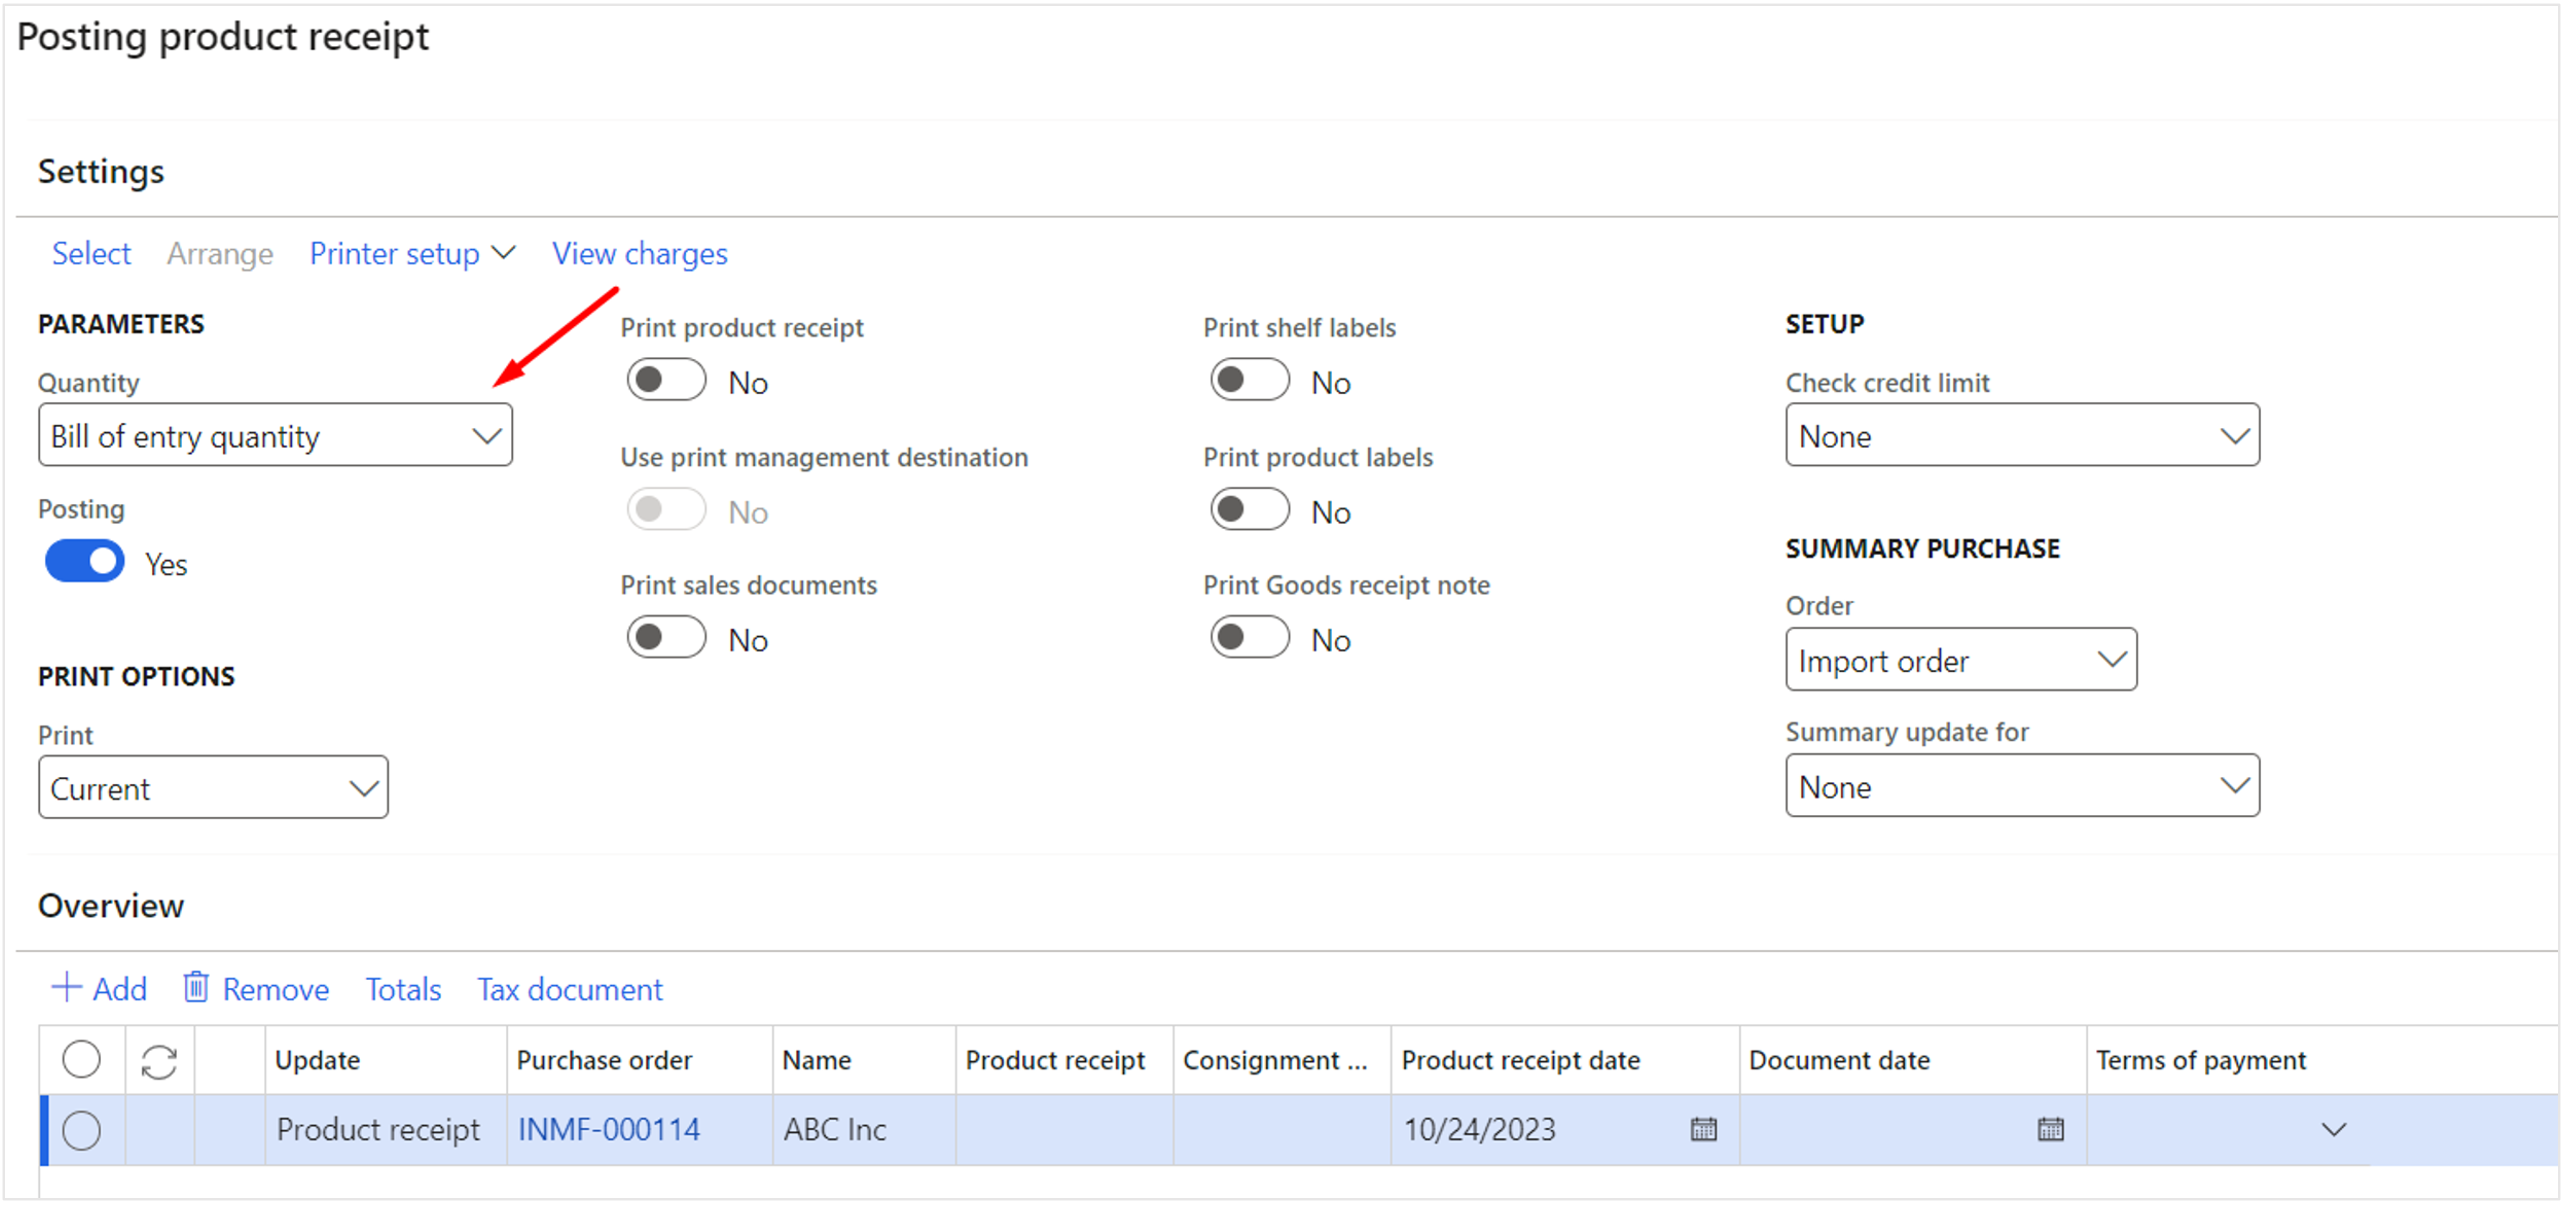 Posting product receipt
Settings
Select Arrange Printer setup View charges
PARAMETERS
Quantity
Bill of entry quantity
Posting
Yes
PRINT OPTIONS
Print
Current
Print product receipt
No
Use print management destination
No
Print sales documents
No
Print shelf labels
No
Print product labels
No
Print Goods receipt note
No
SETUP
Check credit limit
None
SUMMARY PURCHASE
Order
Import order
Summary update for
None
Overview
Add Remove Totals Tax document
Update Purchase order Name Product receipt Consignment ... Product receipt date Document date Terms of payment
Product receipt INMF-000114 ABC Inc 10/24/2023